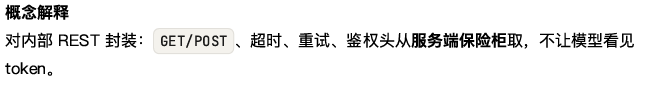 概念解释
对内部 REST 封装： GET/POST 、超时、重试、鉴权头从服务端保险柜取，不让模型看见
token。